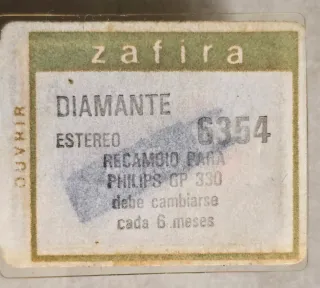 zafira
OUVRIR
DIAMANTE
ESTEREO 6354
RECAMBIO PARA
PHILIPS GP 330
debe cambiarse
cada 6 meses